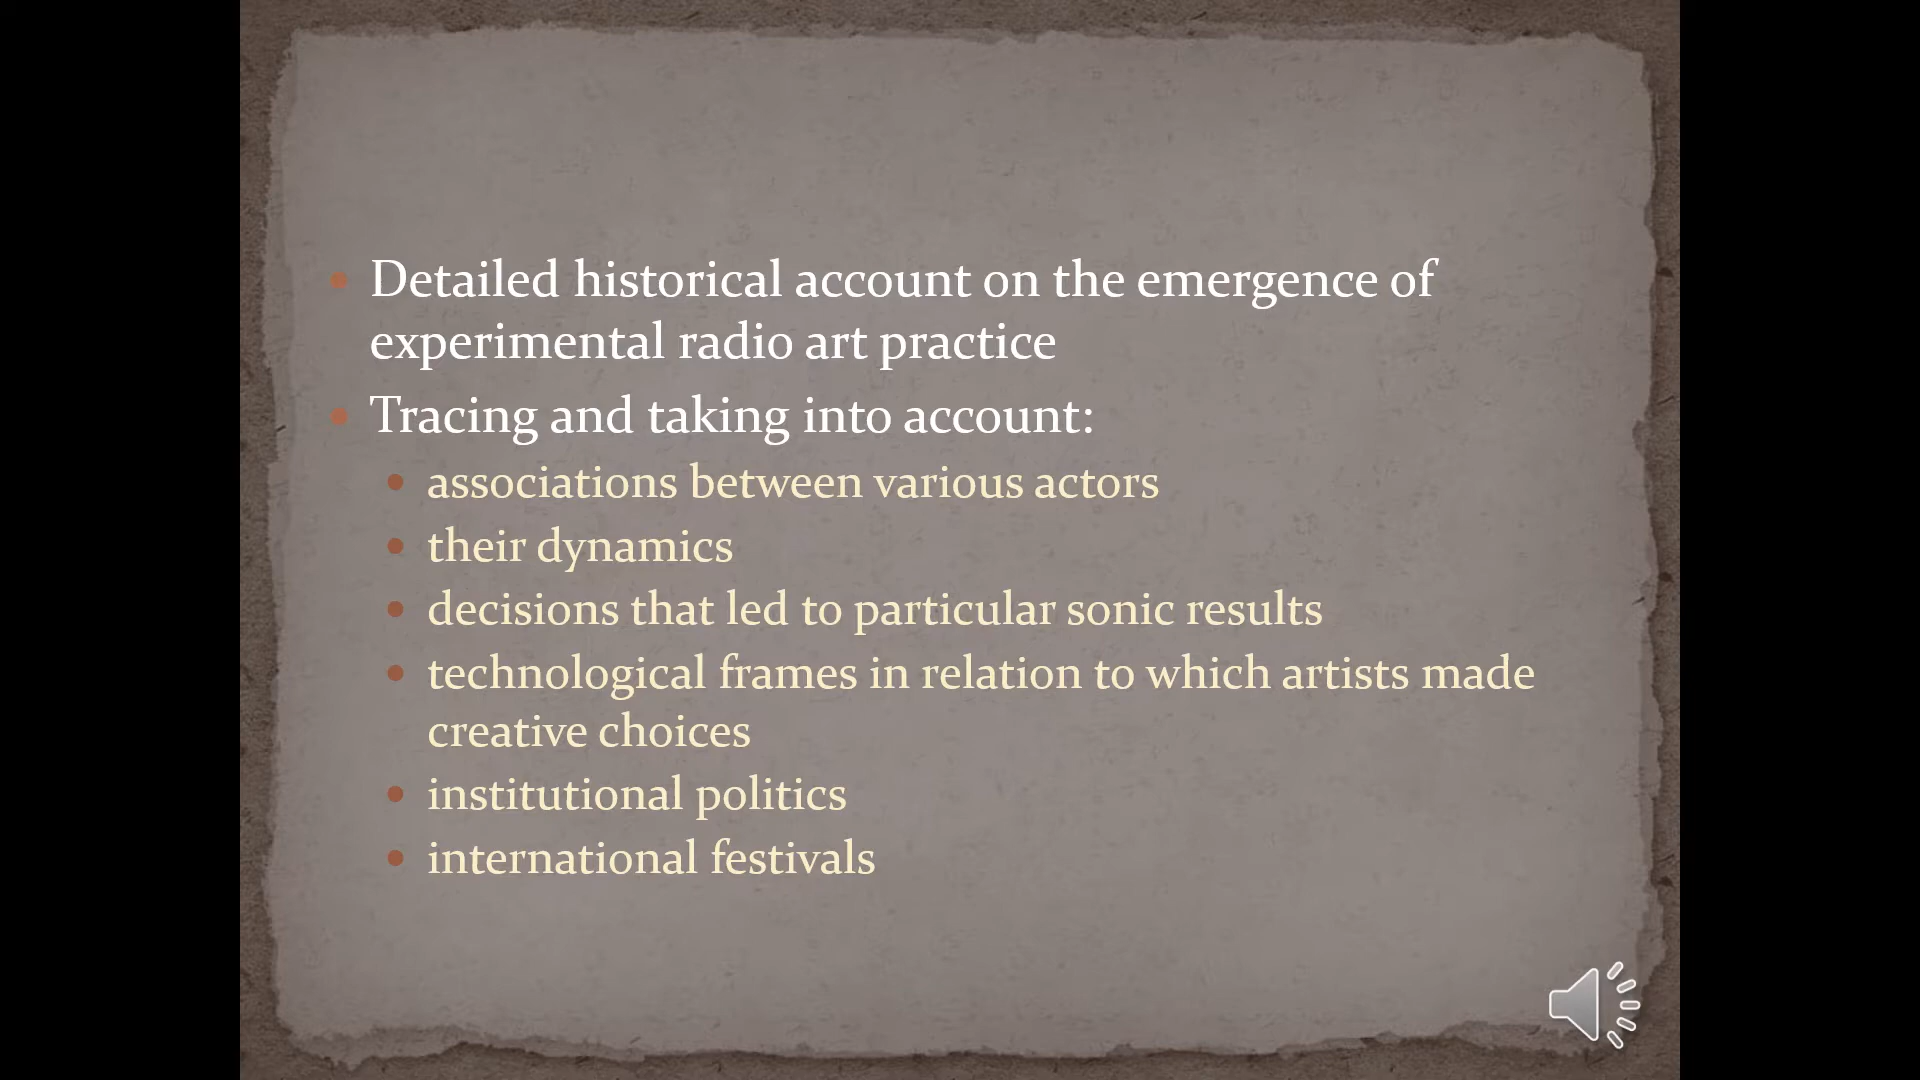 Detailed historical account on the emergence of
experimental radio art practice
Tracing and taking into account:
associations between various actors
their dynamics
decisions that led to particular sonic results
technological frames in relation to which artists made
creative choices
institutional politics
international festivals